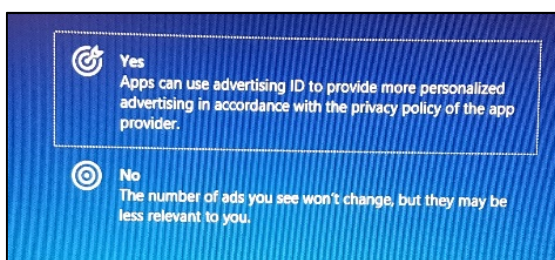 Yes
Apps can use advertising ID to provide more personalized
advertising in accordance with the privacy policy of the app
provider.
No
The number of ads you see won't change, but they may be
less relevant to you.